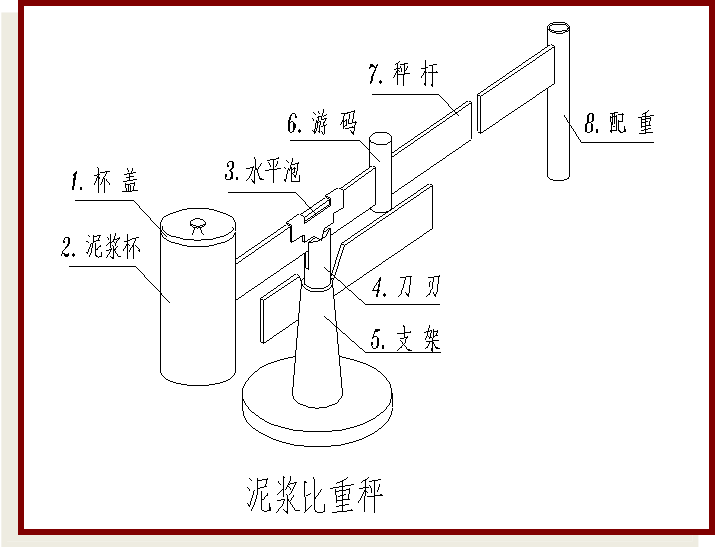 7. 秤 杆
6. 游 码
8. 配 重
3. 水平泡
1. 杯 盖
2. 泥浆杯
4. 刀 刃
5. 支 架
泥浆比重秤